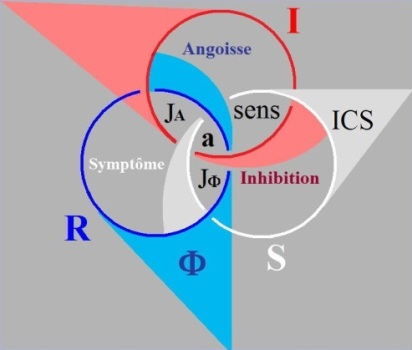 I
Angoisse
JA
sens
ICS
a
Symptôme
JΦ
Inhibition
R
Φ
S